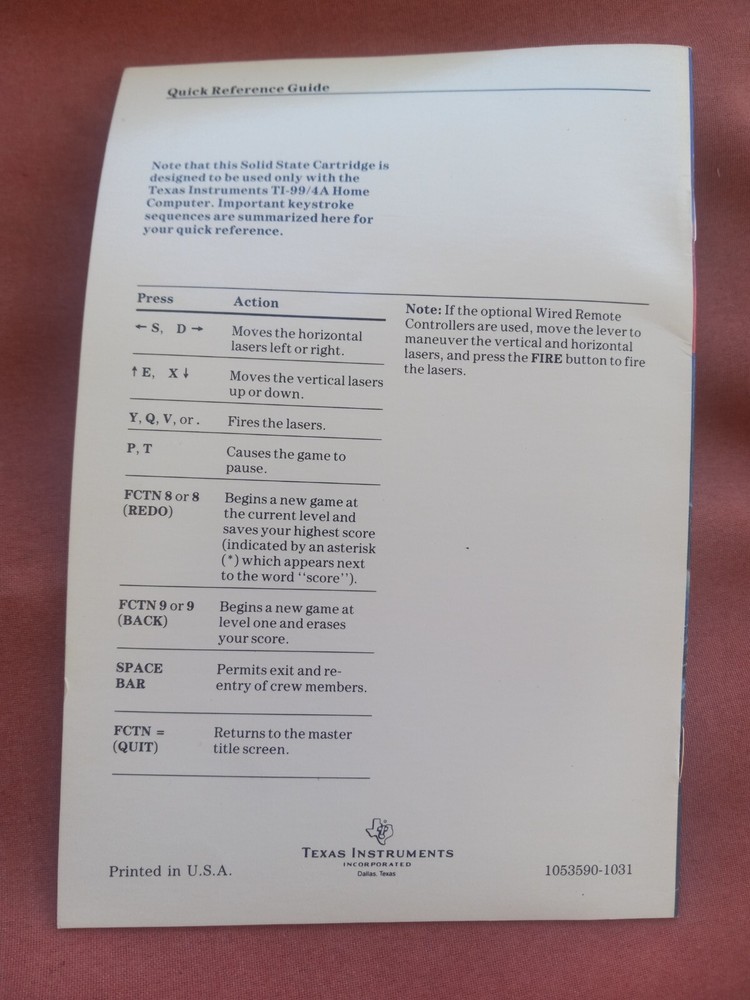 Quick Reference Guide
Note that this Solid State Cartridge is
designed to be used only with the
Texas Instruments TI-99/4A Home
Computer. Important keystroke
sequences are summarized here for
your quick reference.
Press Action
← S, D → Moves the horizontal
lasers left or right.
↑ E, X ↓ Moves the vertical lasers
up or down.
Y, Q, V, or . Fires the lasers.
P, T Causes the game to
pause.
FCTN 8 or 8 Begins a new game at
(REDO) the current level and
saves your highest score
(indicated by an asterisk
(*) which appears next
to the word "score").
FCTN 9 or 9 Begins a new game at
(BACK) level one and erases
your score.
SPACE Permits exit and re-
BAR entry of crew members.
FCTN = Returns to the master
(QUIT) title screen.
Note: If the optional Wired Remote
Controllers are used, move the lever to
maneuver the vertical and horizontal
lasers, and press the FIRE button to fire
the lasers.
TEXAS INSTRUMENTS
INCORPORATED
Dallas, Texas
Printed in U.S.A.
1053590-1031